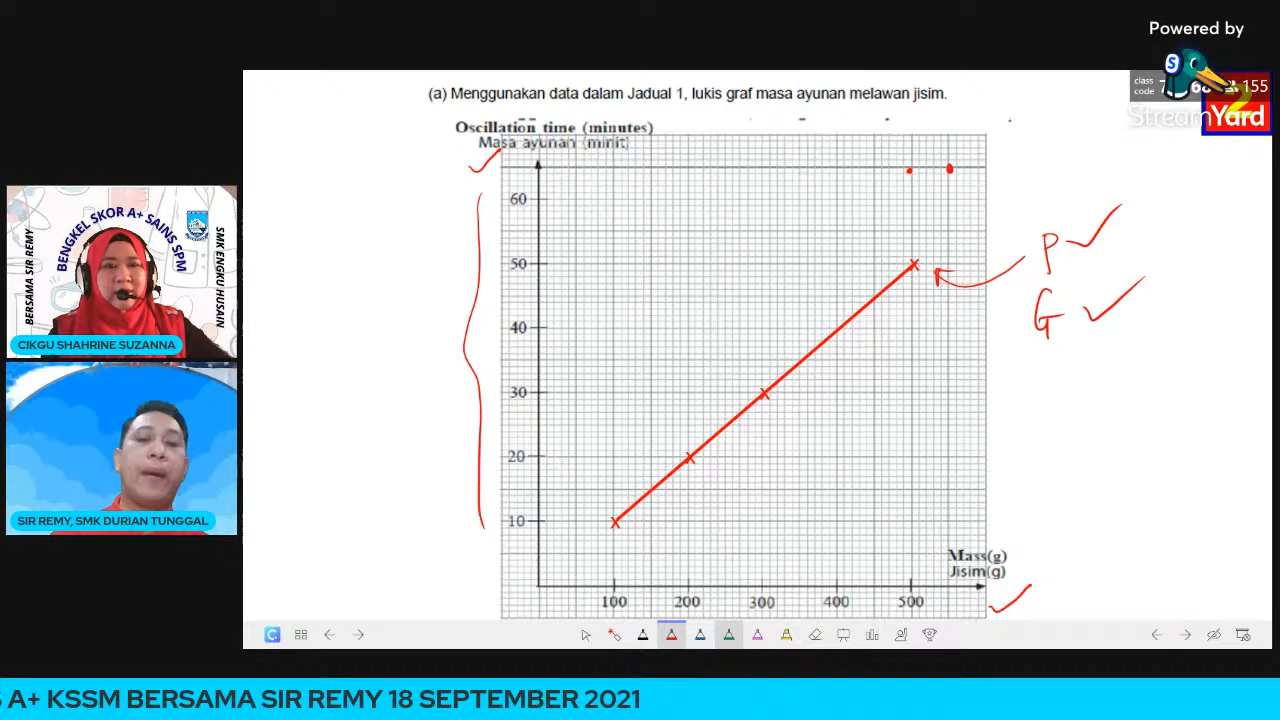 Powered by
StreamYard
class
code
155
(a) Menggunakan data dalam Jadual 1, lukis graf masa ayunan melawan jisim.
Oscillation time (minutes)
Masa ayunan (minit)
60
50
40
30
20
10
P
G
Mass(g)
Jisim(g)
100 200 300 400 500
BERSAMA SIR REMY
BENGKEL SKOR A+ SAINS SPM
SMK ENGKU HUSAIN
CIKGU SHAHRINE SUZANNA
SIR REMY, SMK DURIAN TUNGGAL
A+ KSSM BERSAMA SIR REMY 18 SEPTEMBER 2021